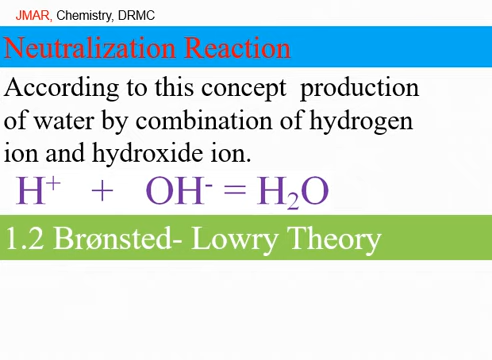 JMAR, Chemistry, DRMC
Neutralization Reaction
According to this concept production
of water by combination of hydrogen
ion and hydroxide ion.
H⁺ + OH⁻ = H₂O
1.2 Brønsted- Lowry Theory